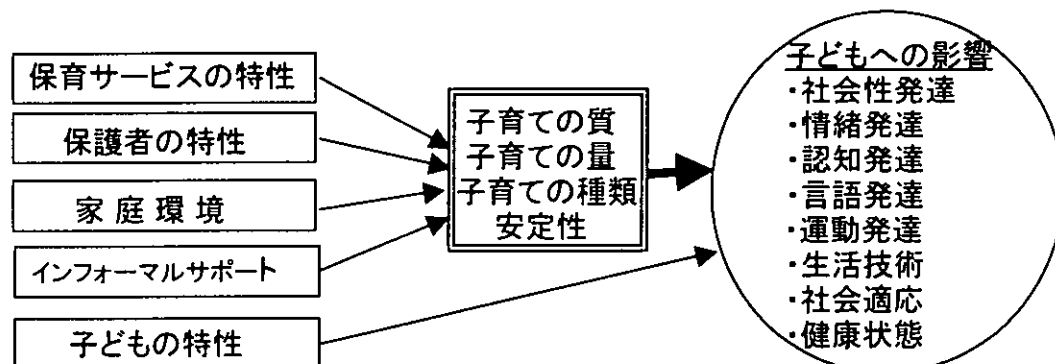 保育サービスの特性
保護者の特性
家庭環境
インフォーマルサポート
子どもの特性
子育ての質
子育ての量
子育ての種類
安定性
子どもへの影響
・社会性発達
・情緒発達
・認知発達
・言語発達
・運動発達
・生活技術
・社会適応
・健康状態